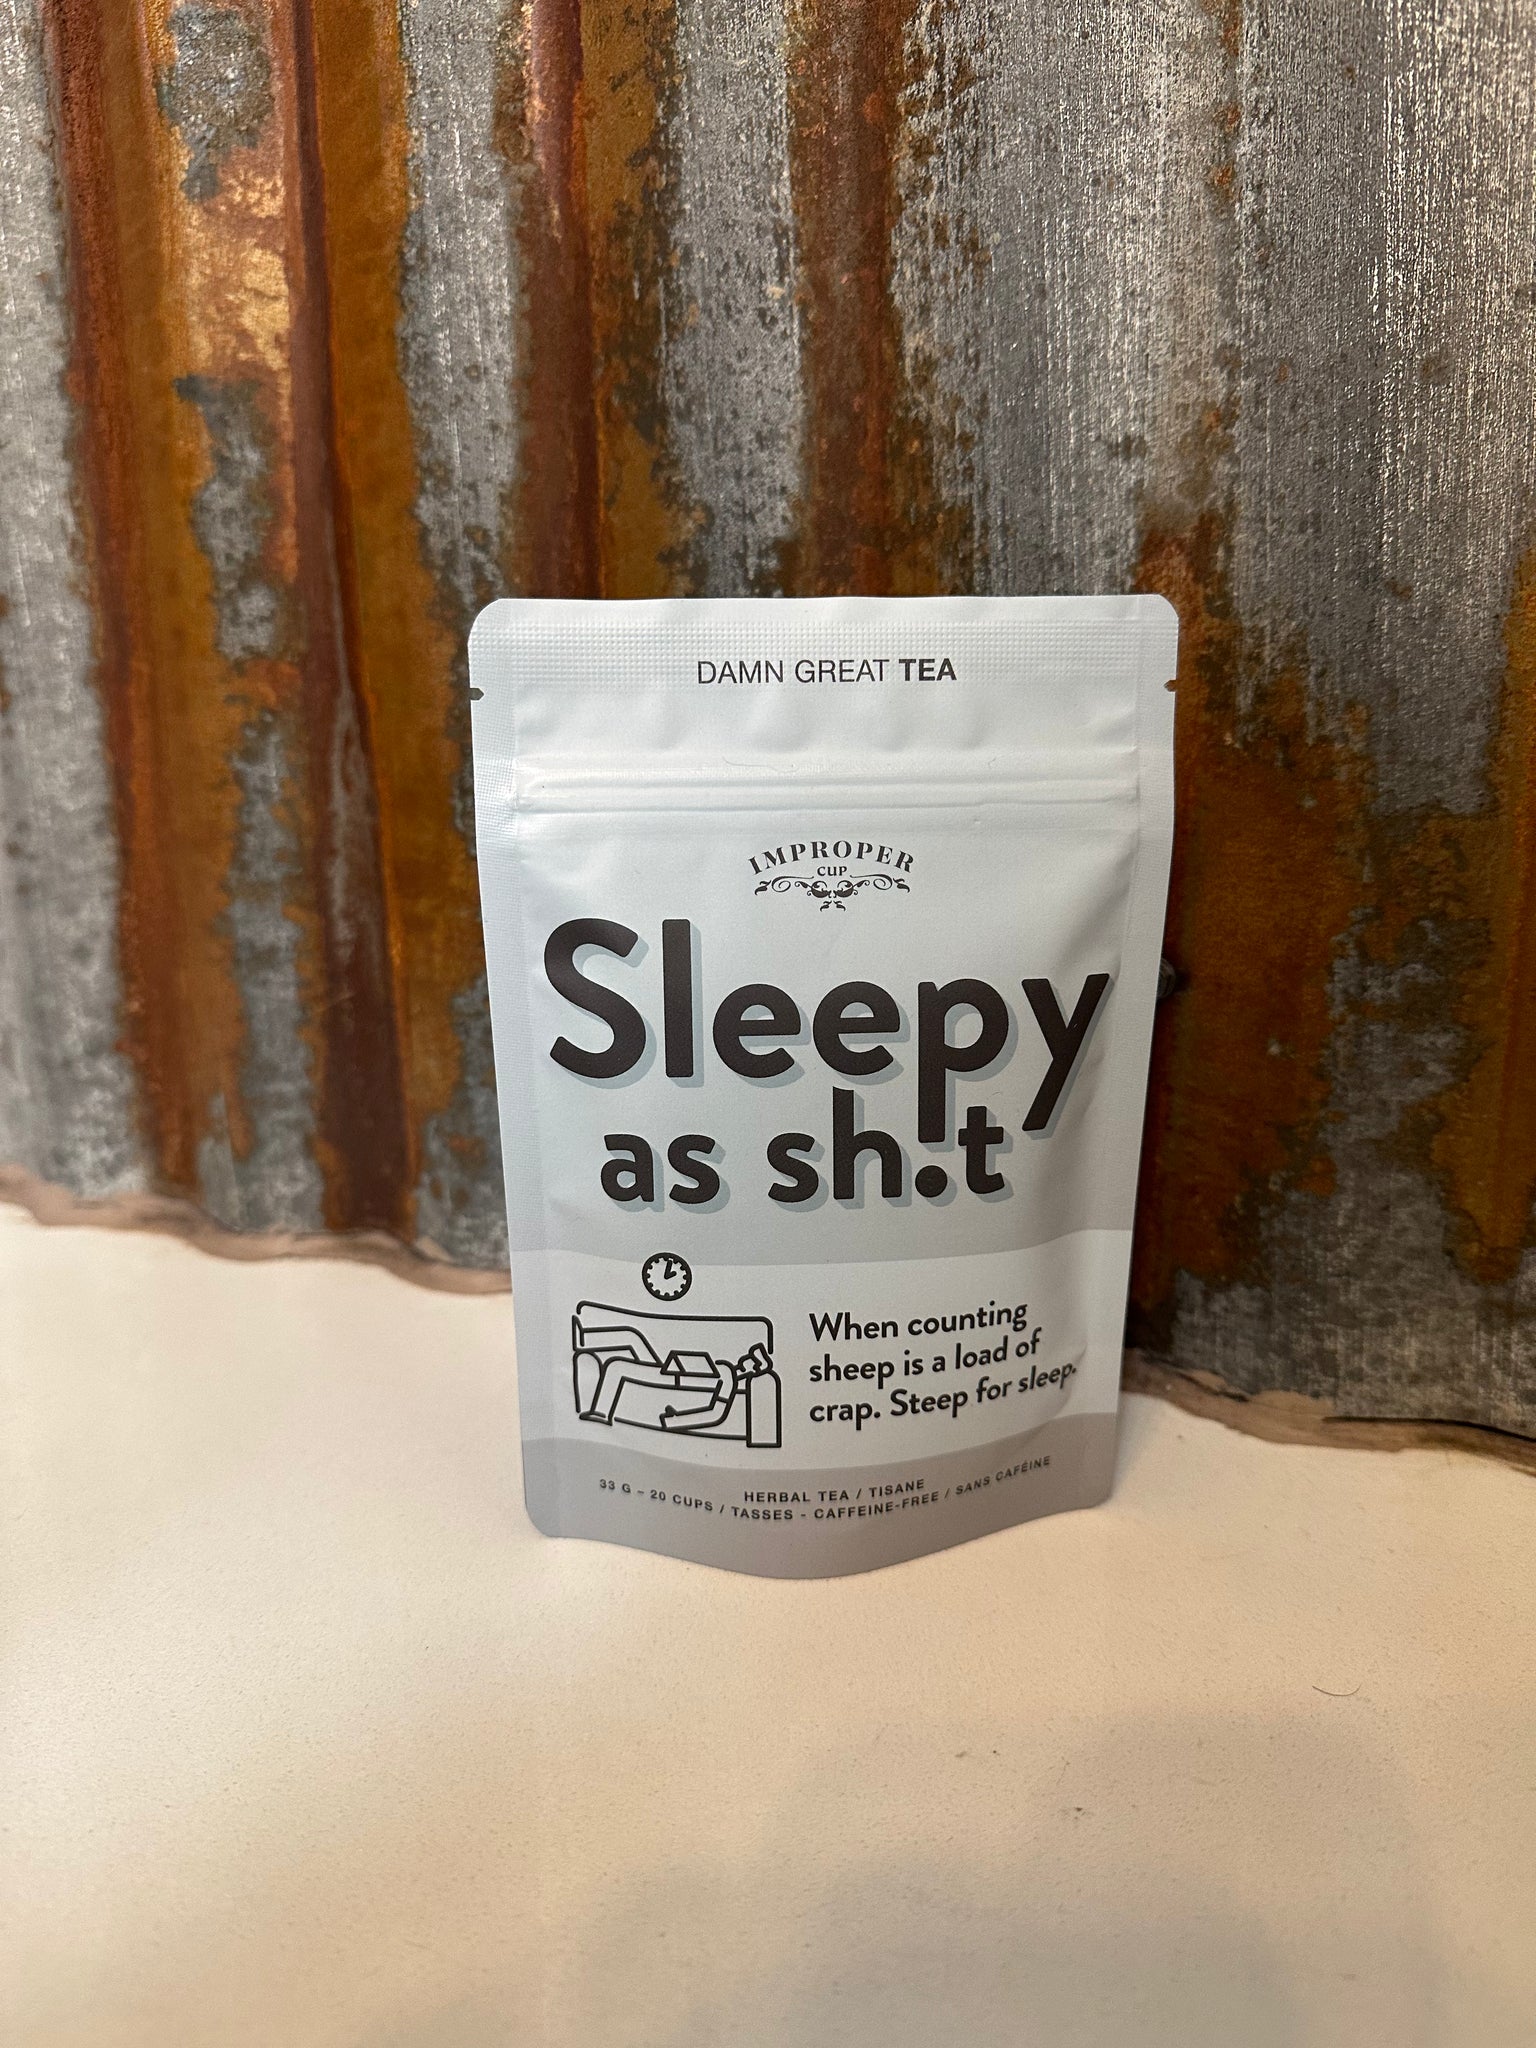 DAMN GREAT TEA
IMPROPER
CUP
Sleepy
as sh.t
When counting
sheep is a load of
crap. Steep for sleep.
HERBAL TEA / TISANE
33 G – 20 CUPS / TASSES - CAFFEINE-FREE / SANS CAFÉINE